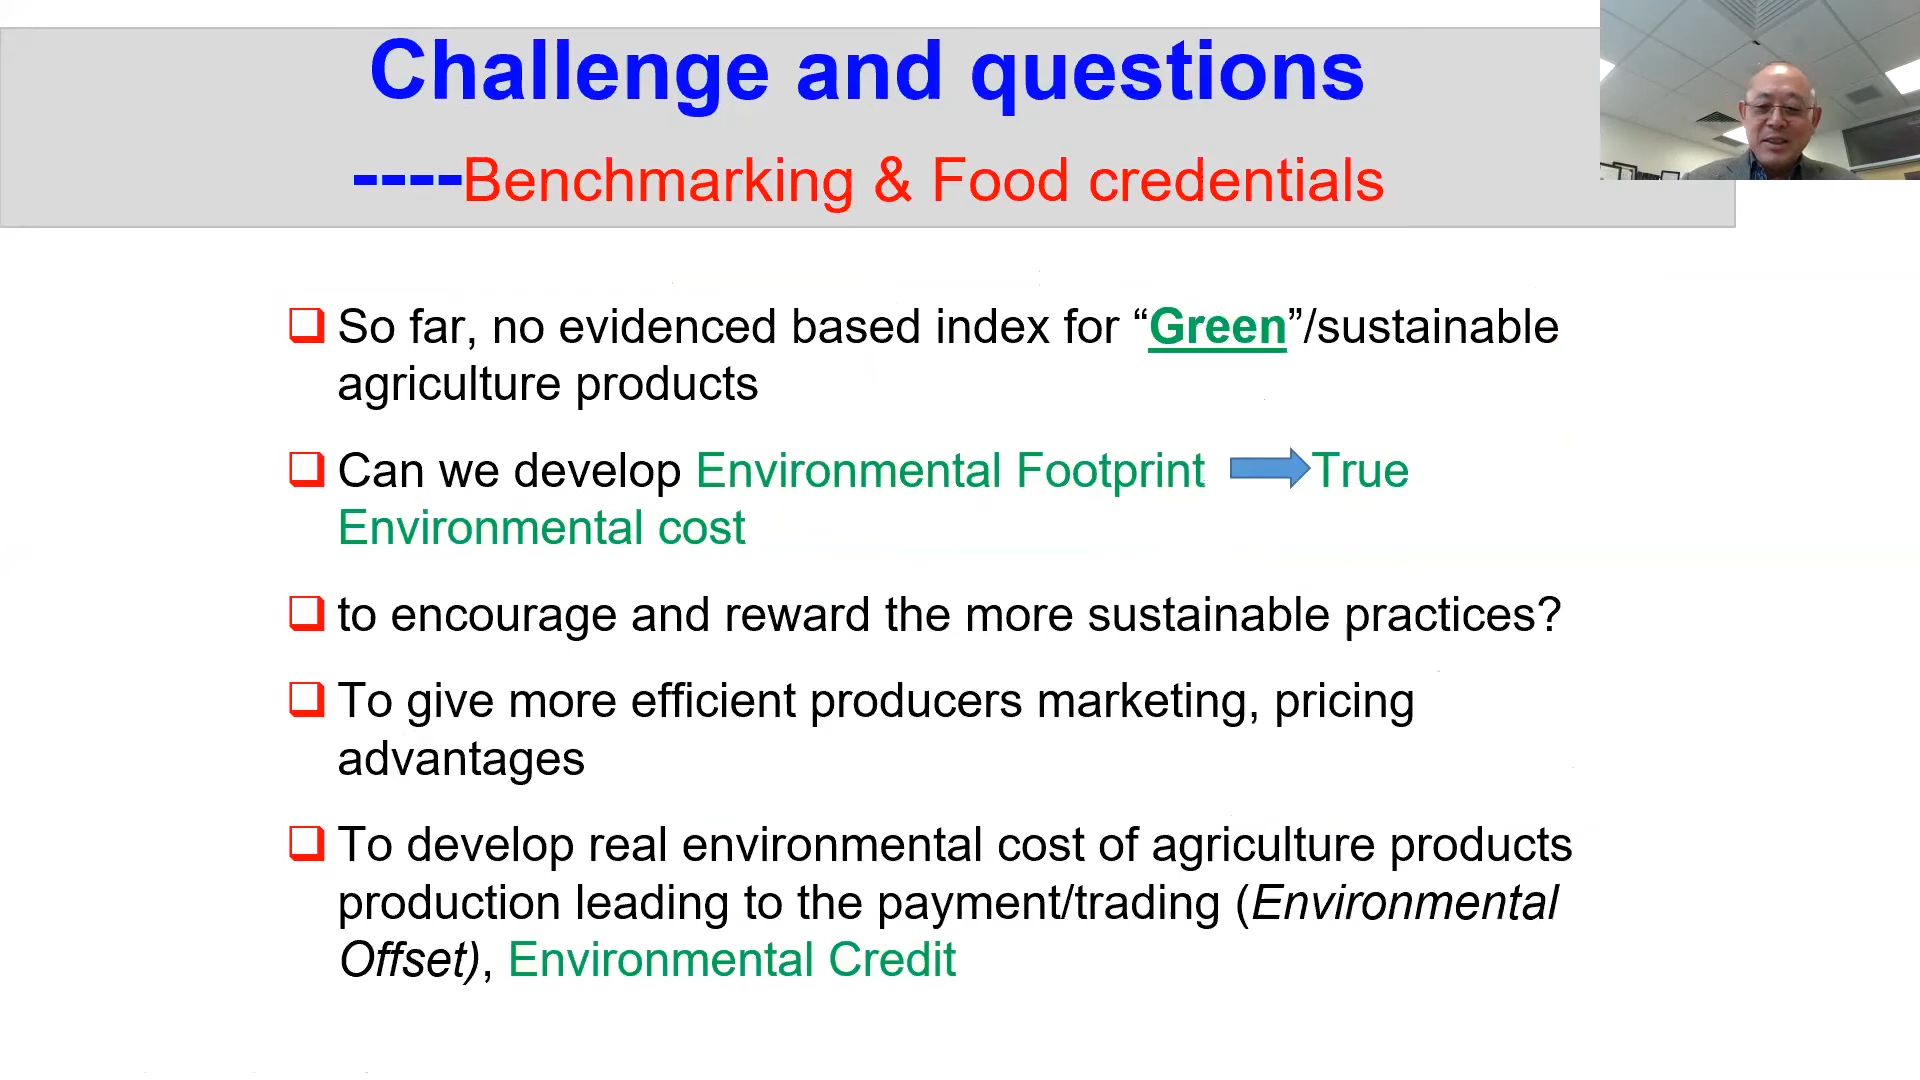 Challenge and questions
----Benchmarking & Food credentials
So far, no evidenced based index for “Green”/sustainable
agriculture products
Can we develop Environmental Footprint True
Environmental cost
to encourage and reward the more sustainable practices?
To give more efficient producers marketing, pricing
advantages
To develop real environmental cost of agriculture products
production leading to the payment/trading (Environmental
Offset), Environmental Credit